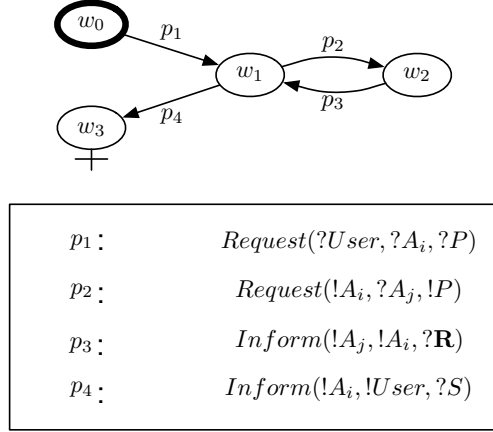 w₀
p₁
p₂
w₁
w₂
p₃
p₄
w₃
p₁: Request(?User, ?Aᵢ, ?P)
p₂: Request(!Aᵢ, ?Aⱼ, !P)
p₃: Inform(!Aⱼ, !Aᵢ, ?R)
p₄: Inform(!Aᵢ, !User, ?S)